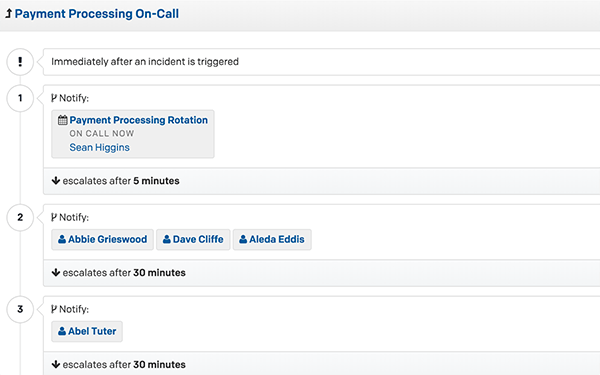 Payment Processing On-Call
! Immediately after an incident is triggered
1 Notify:
Payment Processing Rotation
ON CALL NOW
Sean Higgins
escalates after 5 minutes
2 Notify:
Abbie Grieswood Dave Cliffe Aleda Eddis
escalates after 30 minutes
3 Notify:
Abel Tuter
escalates after 30 minutes